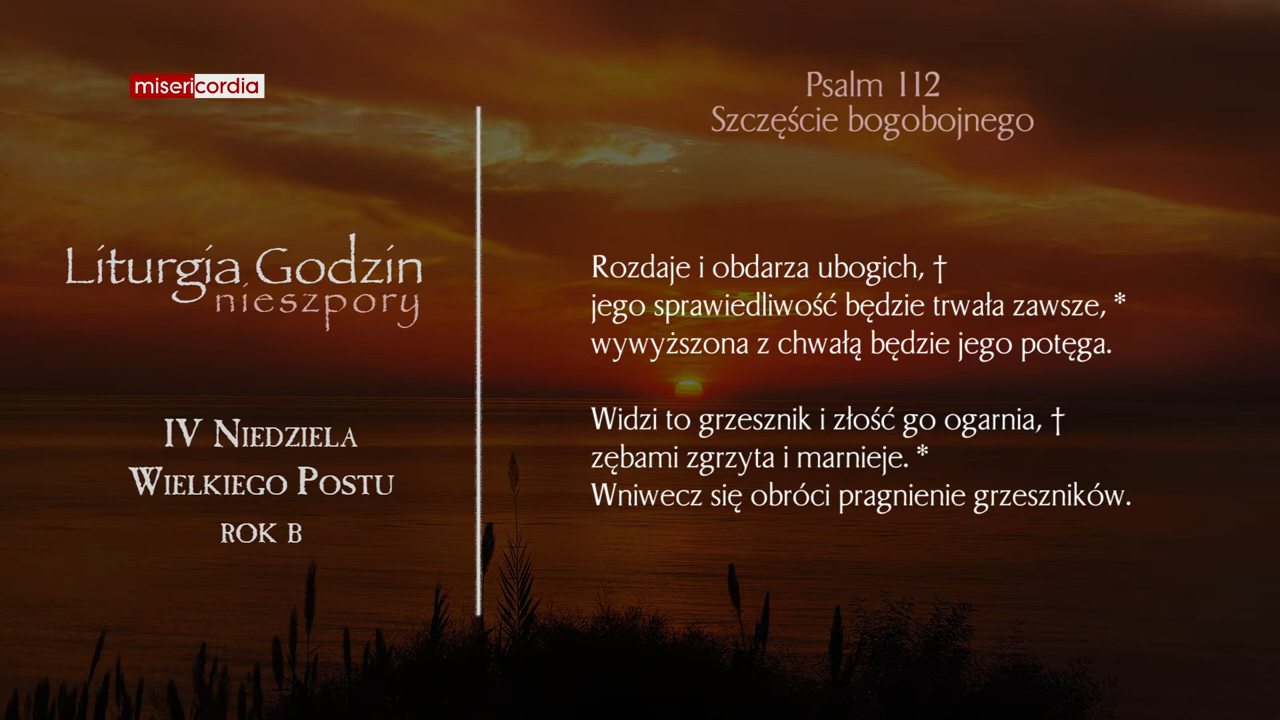 misericordia
Liturgia Godzin
nieszpory
IV Niedziela
Wielkiego Postu
rok B
Psalm 112
Szczęście bogobojnego
Rozdaje i obdarza ubogich, †
jego sprawiedliwość będzie trwała zawsze, *
wywyższona z chwałą będzie jego potęga.
Widzi to grzesznik i złość go ogarnia, †
zębami zgrzyta i marnieje. *
Wniwecz się obróci pragnienie grzeszników.